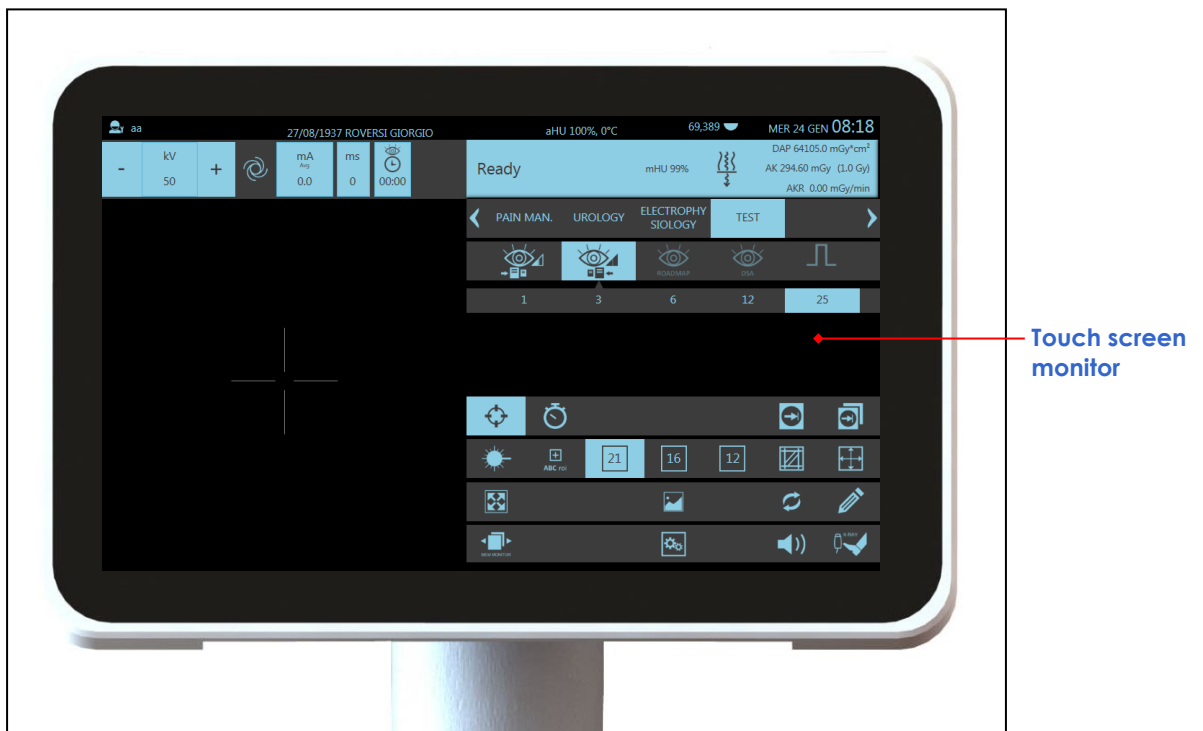 aa
27/08/1937 ROVERSI GIORGIO
aHU 100%, 0°C
69,389
MER 24 GEN 08:18
- kV 50 +
mA Avg 0.0
ms 0
00:00
Ready
mHU 99%
DAP 64105.0 mGy*cm²
AK 294.60 mGy (1.0 Gy)
AKR 0.00 mGy/min
PAIN MAN.
UROLOGY
ELECTROPHY
SIOLOGY
TEST
ROADMAP
DSA
1 3 6 12 25
Touch screen
monitor
ABC roi
21 16 12
VIEW MONITOR
X-RAY